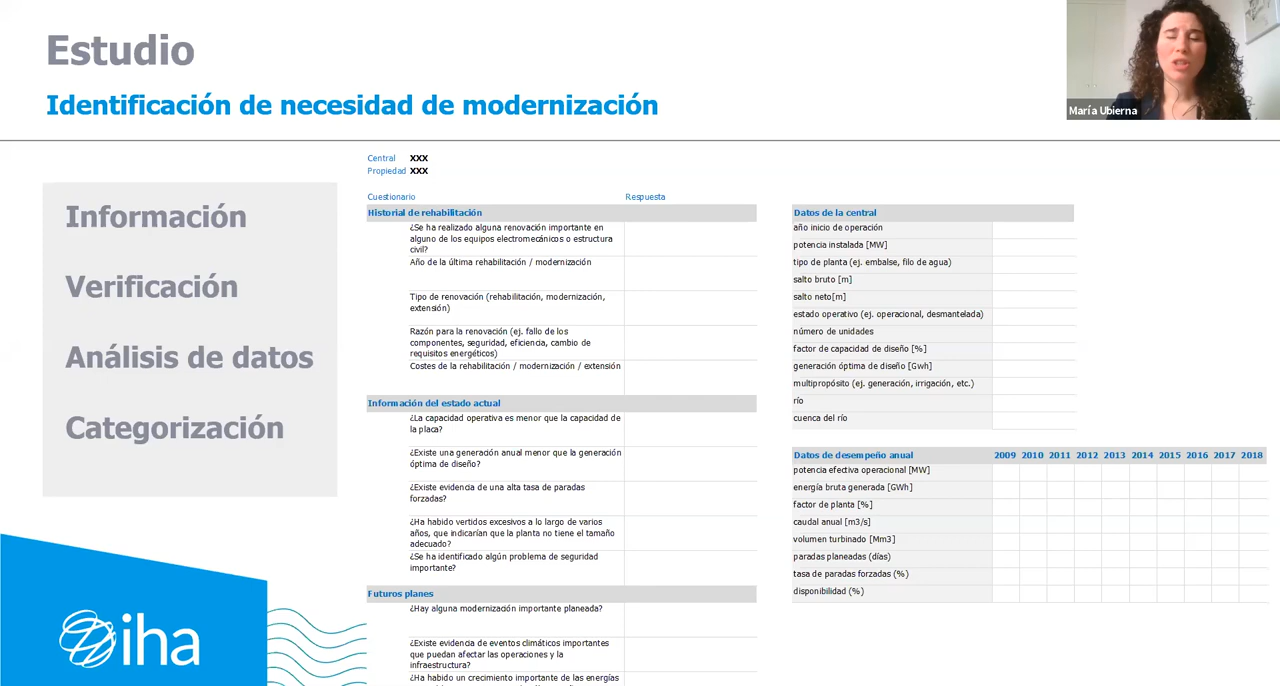 Estudio
Identificación de necesidad de modernización
María Ubierna
Información
Verificación
Análisis de datos
Categorización
iha
Central XXX
Propiedad XXX
Cuestionario Respuesta
Historial de rehabilitación
¿Se ha realizado alguna renovación importante en
alguno de los equipos electromecánicos o estructura
civil?
Año de la última rehabilitación / modernización
Tipo de renovación (rehabilitación, modernización,
extensión)
Razón para la renovación (ej. fallo de los
componentes, seguridad, eficiencia, cambio de
requisitos energéticos)
Costes de la rehabilitación / modernización / extensión
Información del estado actual
¿La capacidad operativa es menor que la capacidad de
la placa?
¿Existe una generación anual menor que la generación
óptima de diseño?
¿Existe evidencia de una alta tasa de paradas
forzadas?
¿Ha habido vertidos excesivos a lo largo de varios
años, que indicarían que la planta no tiene el tamaño
adecuado?
¿Se ha identificado algún problema de seguridad
importante?
Futuros planes
¿Hay alguna modernización importante planeada?
¿Existe evidencia de eventos climáticos importantes
que puedan afectar las operaciones y la
infraestructura?
¿Ha habido un crecimiento importante de las energías
Datos de la central
año inicio de operación
potencia instalada [MW]
tipo de planta (ej. embalse, filo de agua)
salto bruto [m]
salto neto[m]
estado operativo (ej. operacional, desmantelada)
número de unidades
factor de capacidad de diseño [%]
generación óptima de diseño [Gwh]
multipropósito (ej. generación, irrigación, etc.)
río
cuenca del río
Datos de desempeño anual 2009 2010 2011 2012 2013 2014 2015 2016 2017 2018
potencia efectiva operacional [MW]
energía bruta generada [GWh]
factor de planta [%]
caudal anual [m3/s]
volumen turbinado [Mm3]
paradas planeadas (días)
tasa de paradas forzadas (%)
disponibilidad (%)